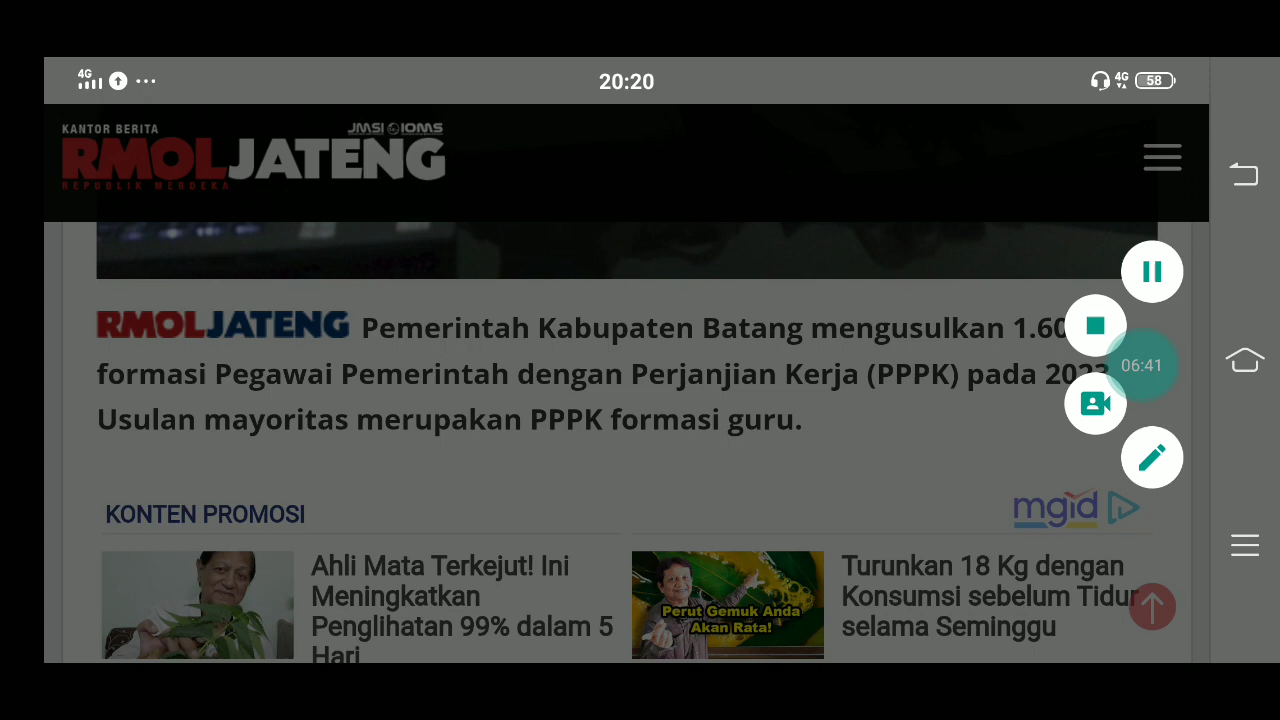 4G 20:20 4G 58
KANTOR BERITA JMSI IOMS
RMOLJATENG
REPUBLIK MERDEKA
RMOLJATENG Pemerintah Kabupaten Batang mengusulkan 1.60
formasi Pegawai Pemerintah dengan Perjanjian Kerja (PPPK) pada 2023.
06:41
Usulan mayoritas merupakan PPPK formasi guru.
KONTEN PROMOSI mgid
Ahli Mata Terkejut! Ini
Meningkatkan
Penglihatan 99% dalam 5
Hari
Perut Gemuk Anda
Akan Rata!
Turunkan 18 Kg dengan
Konsumsi sebelum Tidur
selama Seminggu